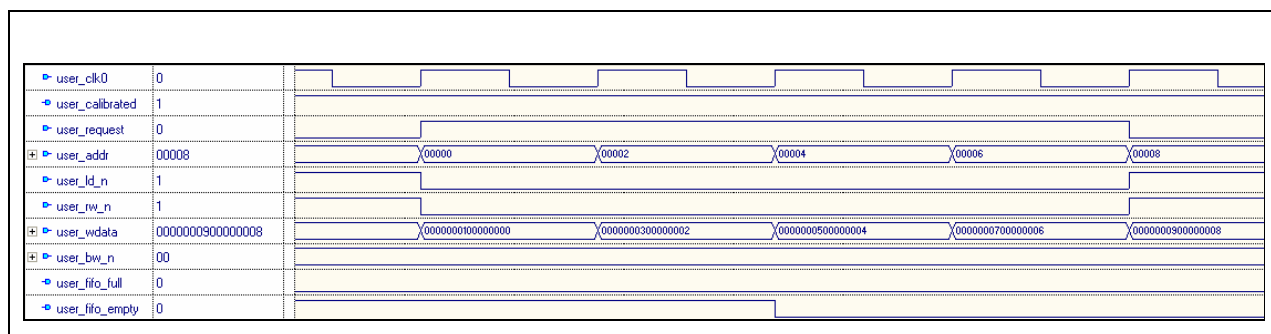 user_clk0 0
user_calibrated 1
user_request 0
user_addr 00008 00000 00002 00004 00006 00008
user_ld_n 1
user_rw_n 1
user_wdata 0000000900000008 0000000100000000 0000000300000002 0000000500000004 0000000700000006 0000000900000008
user_bw_n 00
user_fifo_full 0
user_fifo_empty 0